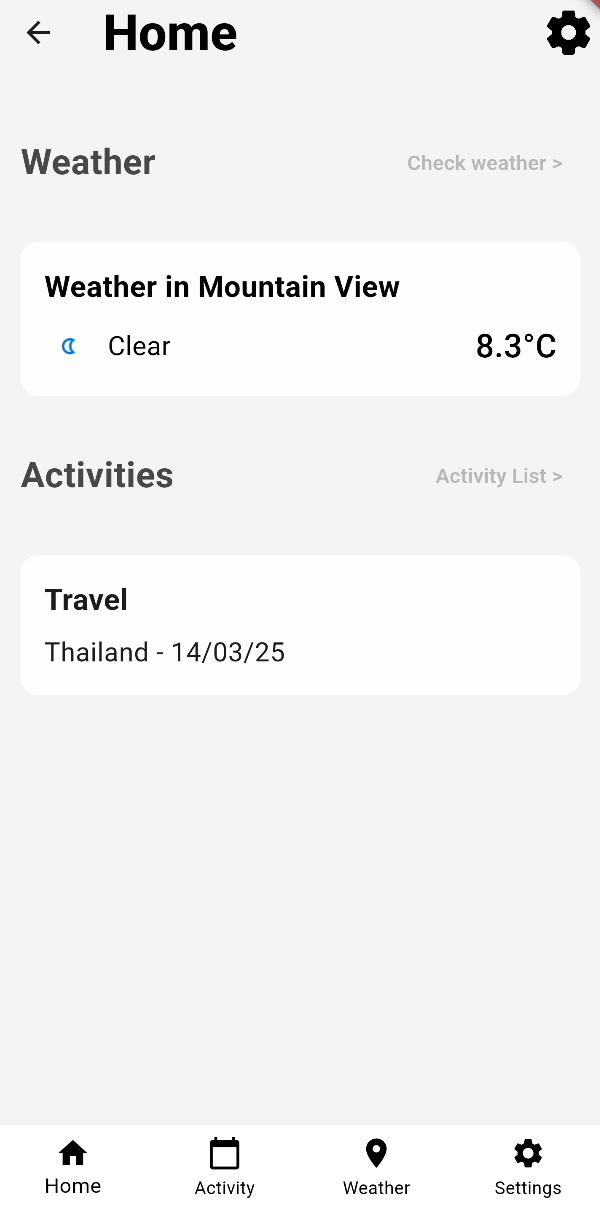 Home
Weather
Check weather >
Weather in Mountain View
Clear
8.3°C
Activities
Activity List >
Travel
Thailand - 14/03/25
Home
Activity
Weather
Settings